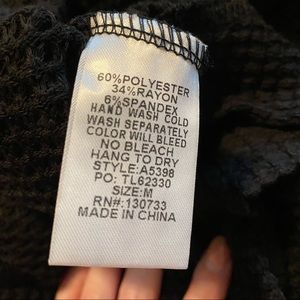 60%POLYESTER
34%RAYON
6%SPANDEX
HAND WASH COLD
WASH SEPARATELY
COLOR WILL BLEED
NO BLEACH
HANG TO DRY
STYLE:A5398
PO: TL62330
SIZE:M
RN#:130733
MADE IN CHINA